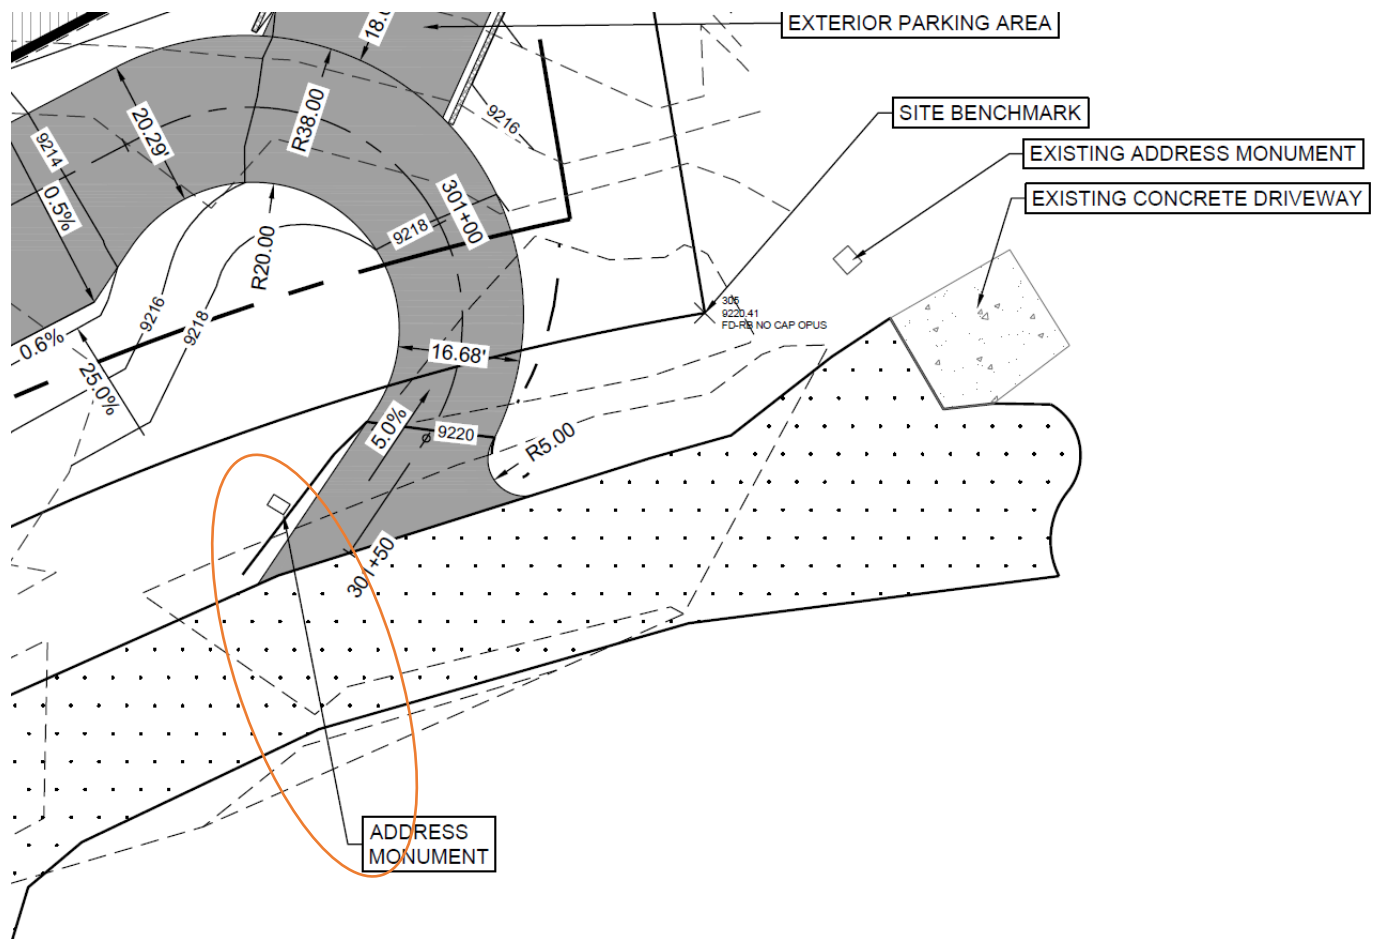 EXTERIOR PARKING AREA
SITE BENCHMARK
EXISTING ADDRESS MONUMENT
EXISTING CONCRETE DRIVEWAY
20.29'
R38.00
9216
9214
0.5%
301+00
9218
R20.00
9216
9218
305
9220.41
FD-RB NO CAP OPUS
0.6%
25.0%
16.68'
5.0%
9220
R5.00
301+50
ADDRESS
MONUMENT